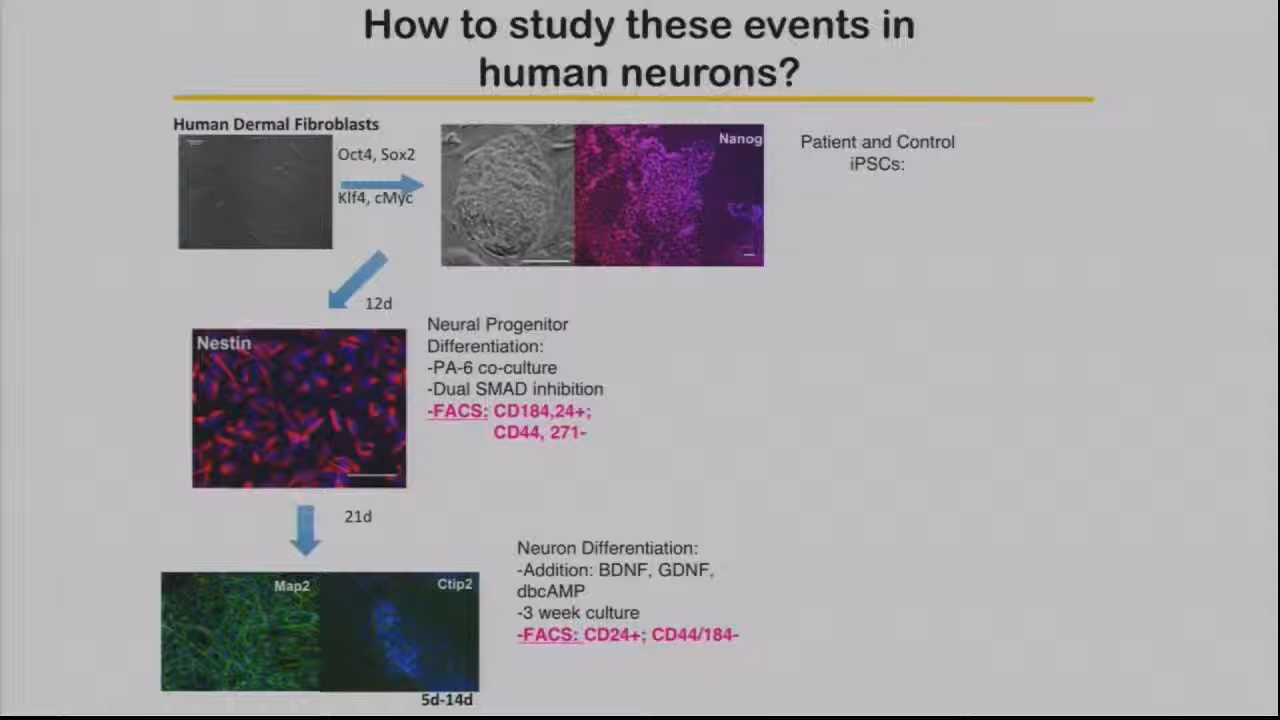 How to study these events in
human neurons?
Human Dermal Fibroblasts
Oct4, Sox2
Klf4, cMyc
Nanog
Patient and Control
iPSCs:
12d
Nestin
Neural Progenitor
Differentiation:
-PA-6 co-culture
-Dual SMAD inhibition
-FACS: CD184,24+;
CD44, 271-
21d
Neuron Differentiation:
-Addition: BDNF, GDNF,
dbcAMP
-3 week culture
-FACS: CD24+; CD44/184-
Map2
Ctip2
5d-14d